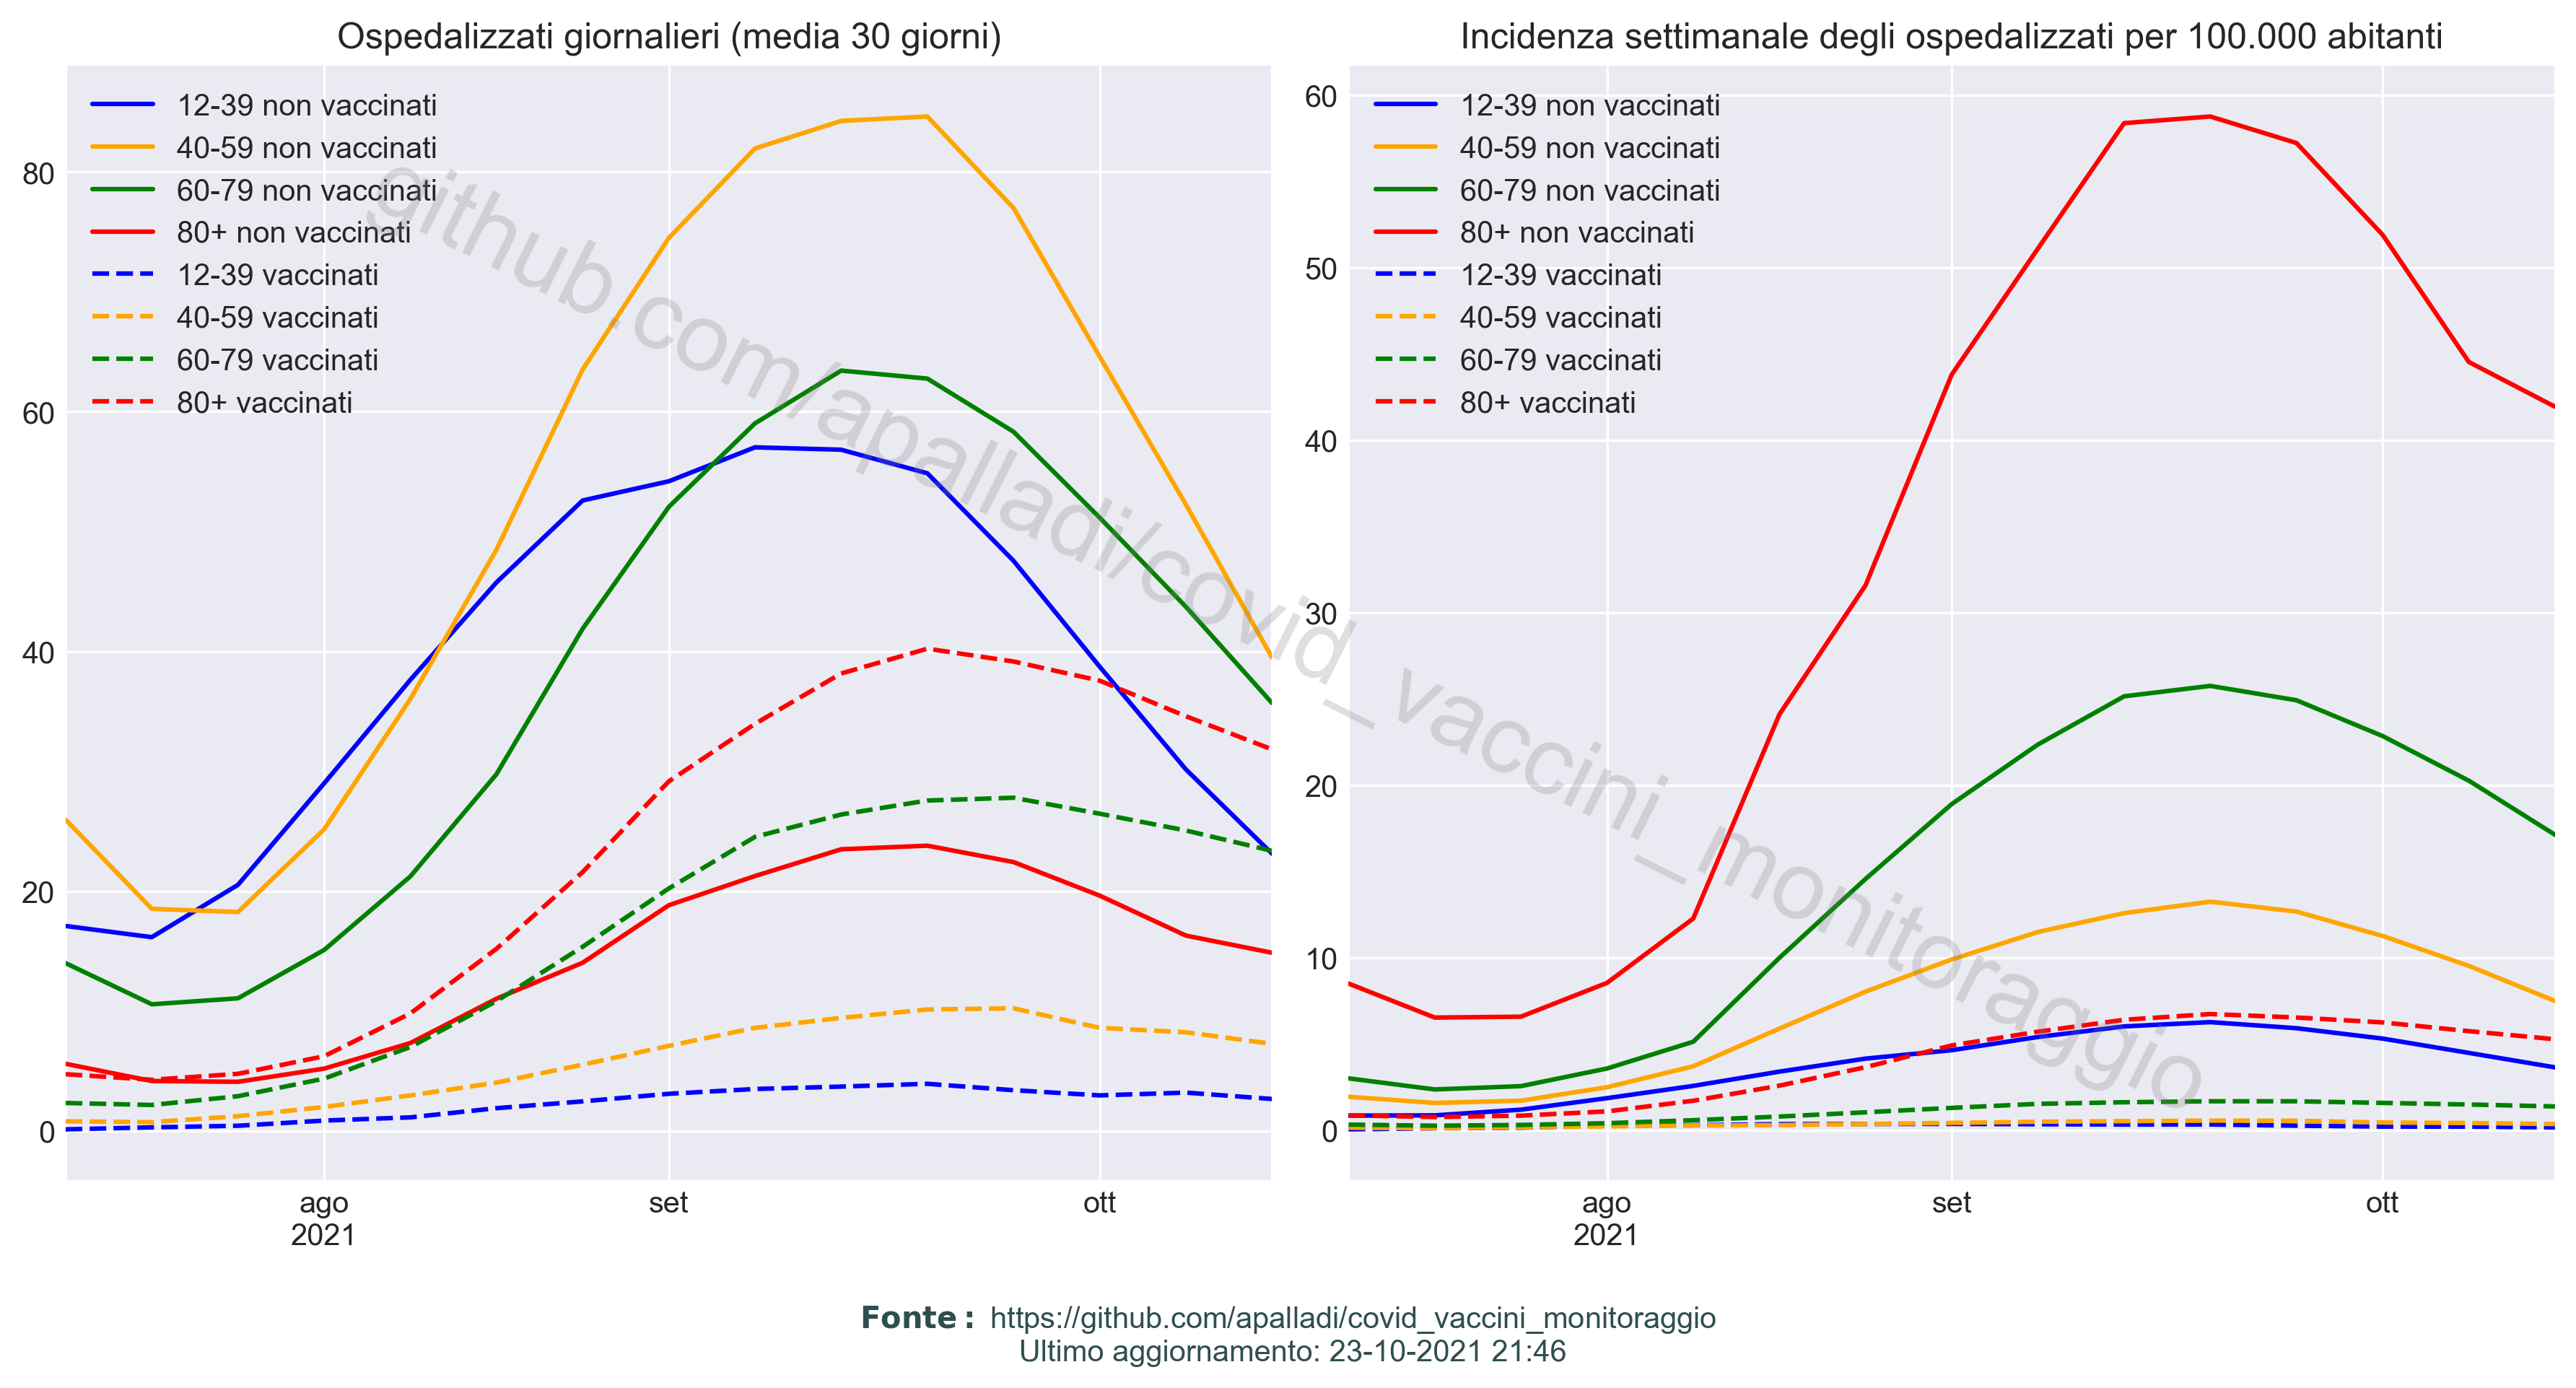 Ospedalizzati giornalieri (media 30 giorni)
12-39 non vaccinati
40-59 non vaccinati
60-79 non vaccinati
80+ non vaccinati
12-39 vaccinati
40-59 vaccinati
60-79 vaccinati
80+ vaccinati
80
60
40
20
0
ago
2021
set
ott
Incidenza settimanale degli ospedalizzati per 100.000 abitanti
12-39 non vaccinati
40-59 non vaccinati
60-79 non vaccinati
80+ non vaccinati
12-39 vaccinati
40-59 vaccinati
60-79 vaccinati
80+ vaccinati
60
50
40
30
20
10
0
ago
2021
set
ott
github.com/apalladi/covid_vaccini_monitoraggio
Fonte: https://github.com/apalladi/covid_vaccini_monitoraggio
Ultimo aggiornamento: 23-10-2021 21:46